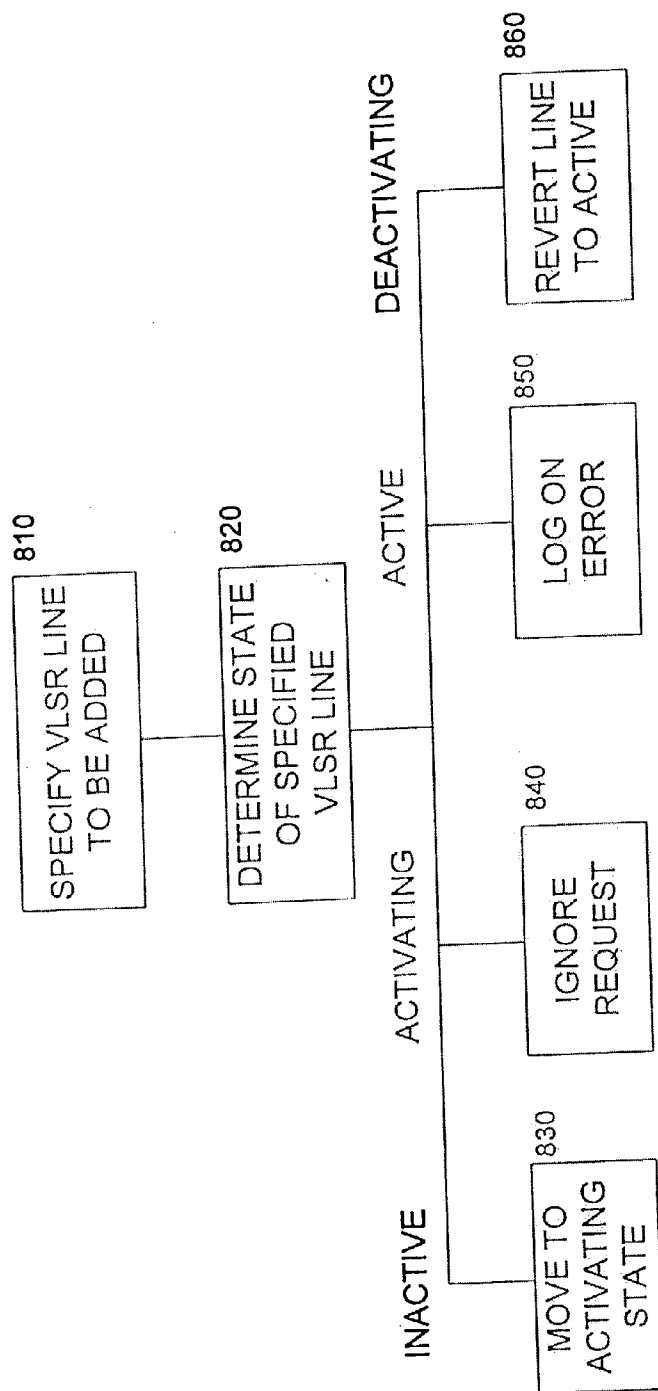 810
SPECIFY VLSR LINE
TO BE ADDED
820
DETERMINE STATE
OF SPECIFIED
VLSR LINE
INACTIVE
ACTIVATING
ACTIVE
DEACTIVATING
830
MOVE TO
ACTIVATING
STATE
840
IGNORE
REQUEST
850
LOG ON
ERROR
860
REVERT LINE
TO ACTIVE